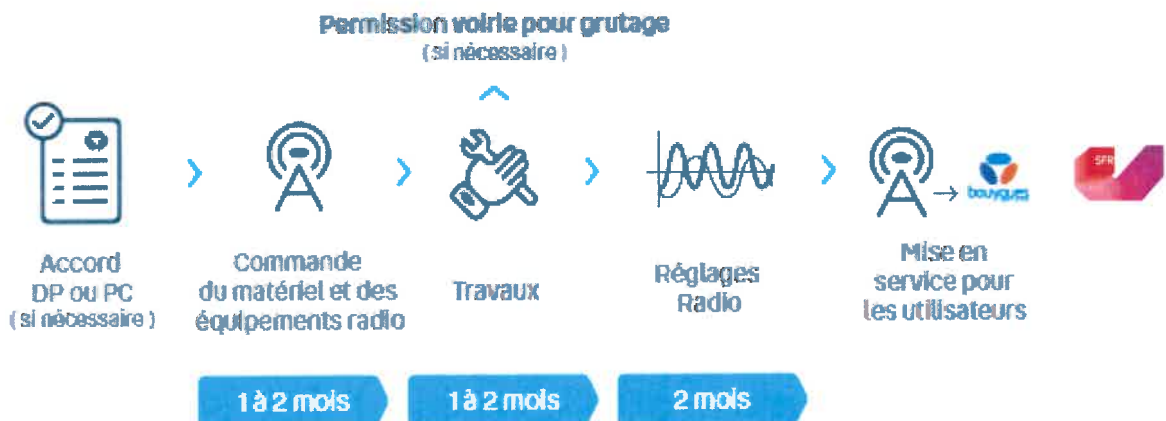 Permission voirie pour grutage
(si nécessaire)
Accord
DP ou PC
(si nécessaire)
Commande
du matériel et des
équipements radio
Travaux
Réglages
Radio
bouygues
SFR
Mise en
service pour
les utilisateurs
1 à 2 mois
1 à 2 mois
2 mois